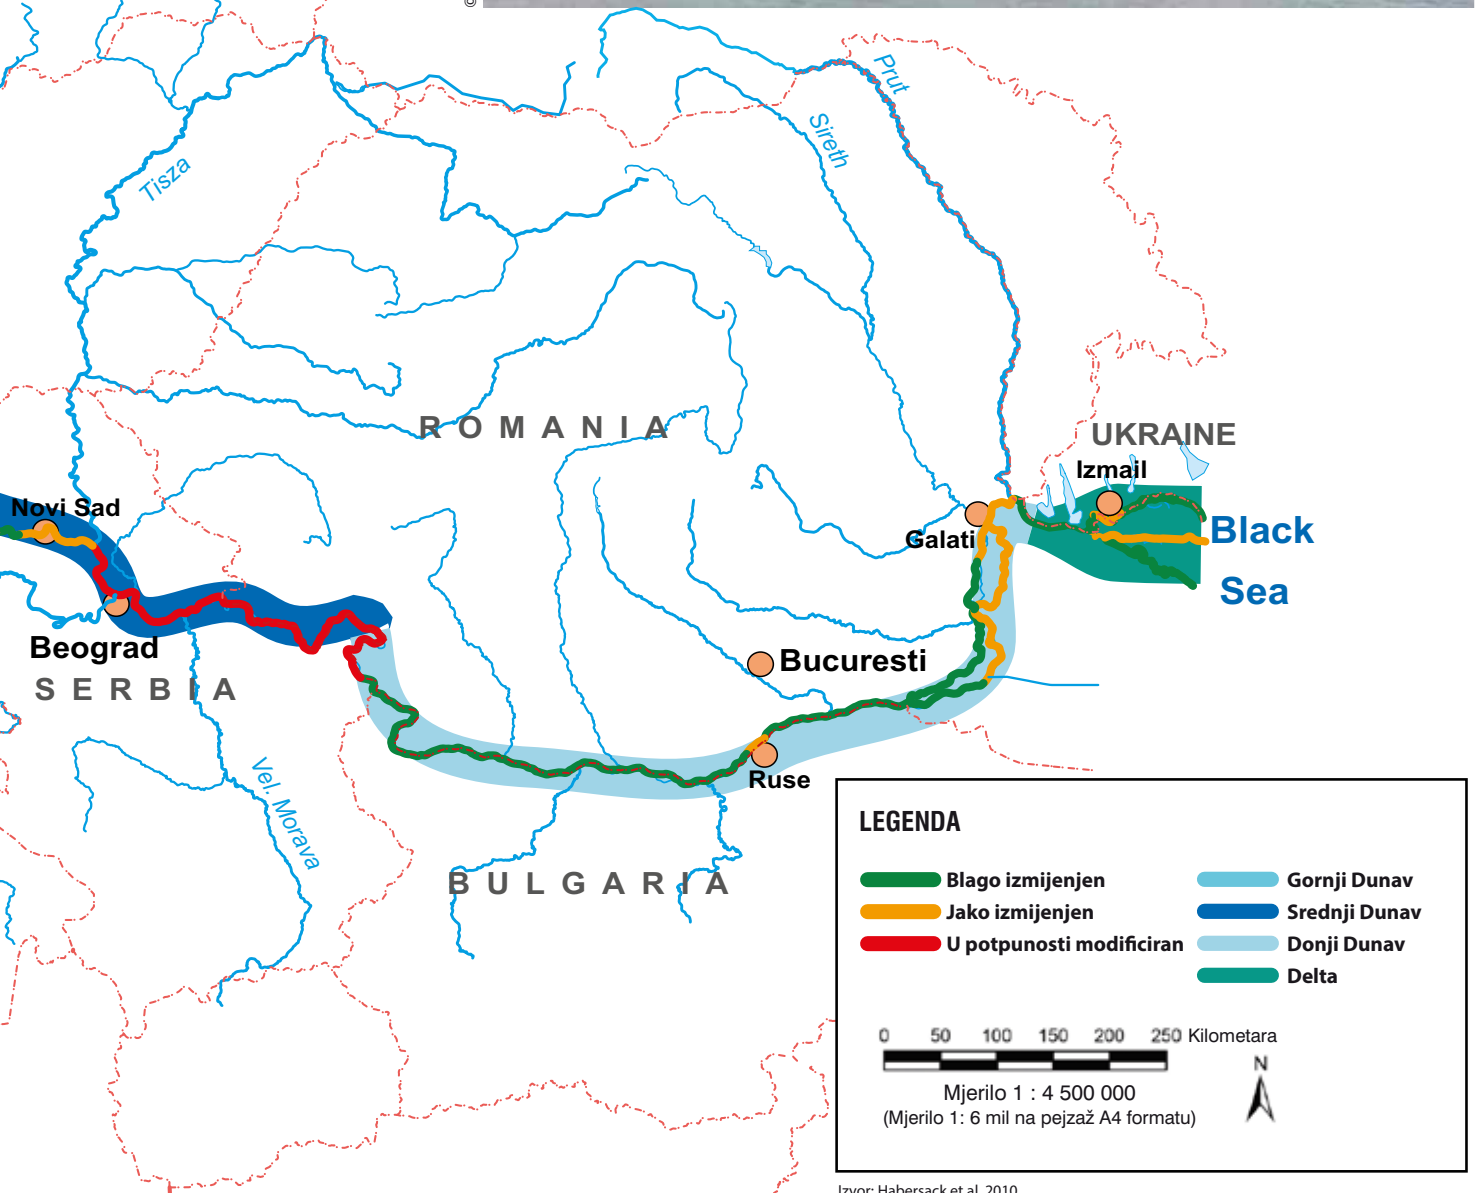 ©
Prut
Sireth
Tisza
ROMANIA
UKRAINE
Izmail
Novi Sad
Galati
Black
Sea
Beograd
Bucuresti
SERBIA
Ruse
Vel. Morava
BULGARIA
LEGENDA
Blago izmijenjen
Jako izmijenjen
U potpunosti modificiran
Gornji Dunav
Srednji Dunav
Donji Dunav
Delta
0 50 100 150 200 250 Kilometara
N
Mjerilo 1 : 4 500 000
(Mjerilo 1: 6 mil na pejzaž A4 formatu)
Izvor: Habersack et al. 2010